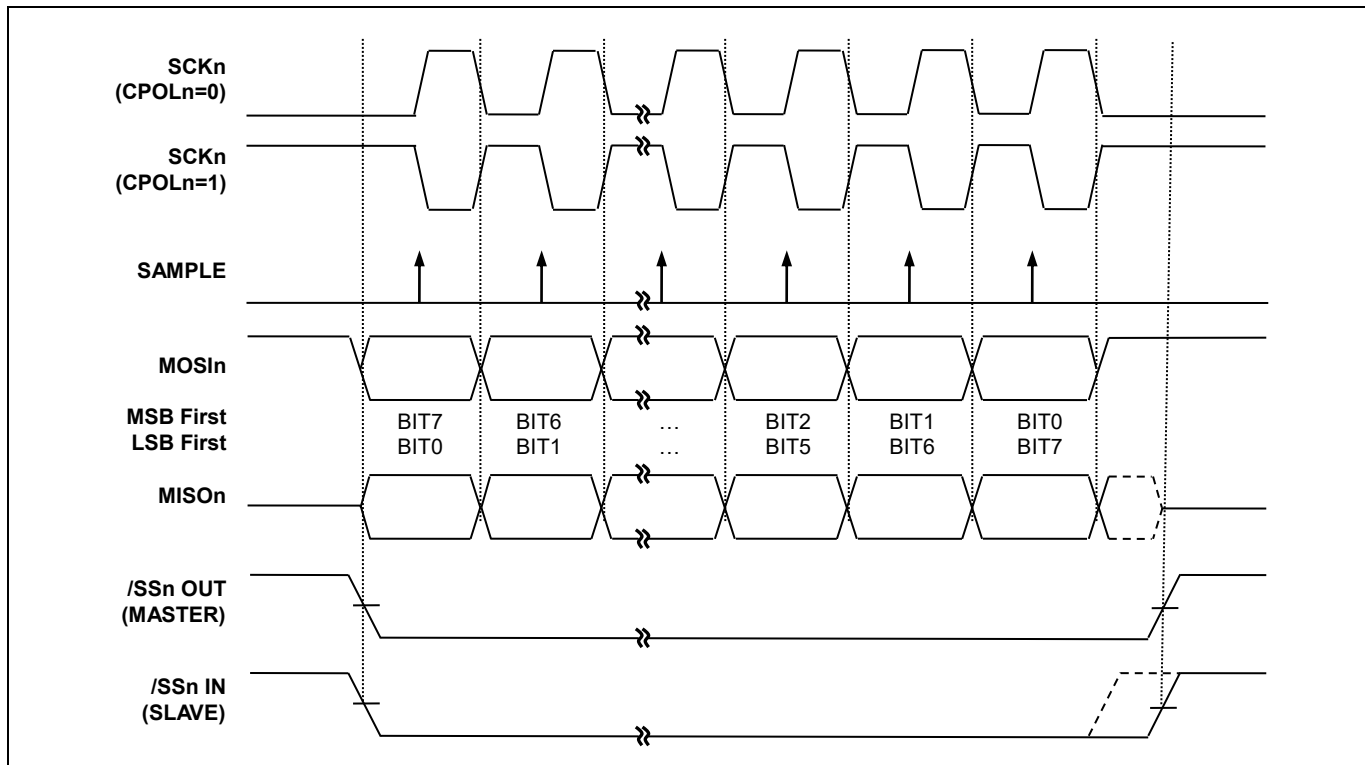 SCKn
(CPOLn=0)
SCKn
(CPOLn=1)
SAMPLE
MOSIn
MSB First BIT7 BIT6 … BIT2 BIT1 BIT0
LSB First BIT0 BIT1 … BIT5 BIT6 BIT7
MISOn
/SSn OUT
(MASTER)
/SSn IN
(SLAVE)